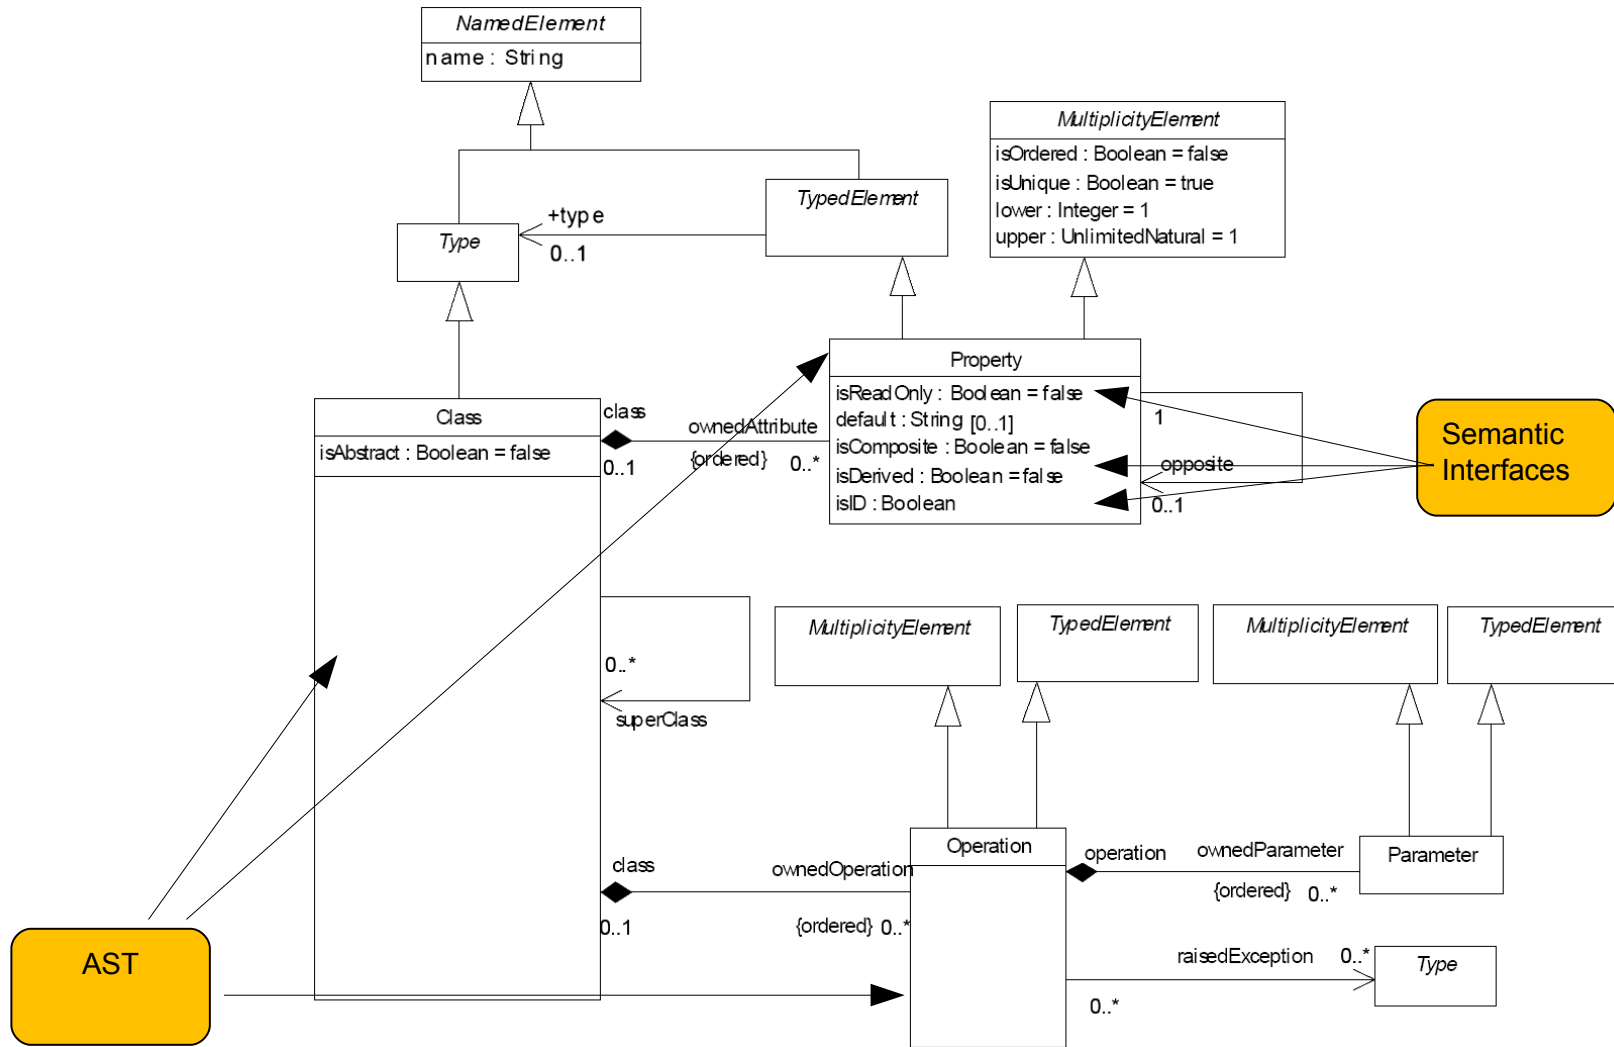 NamedElement
name : String
MultiplicityElement
isOrdered : Boolean = false
isUnique : Boolean = true
lower : Integer = 1
upper : UnlimitedNatural = 1
TypedElement
+type
0..1
Type
Property
isReadOnly : Boolean = false
default : String [0..1]
isComposite : Boolean = false
isDerived : Boolean = false
isID : Boolean
1
opposite
0..1
Semantic
Interfaces
Class
isAbstract : Boolean = false
class
0..1
ownedAttribute
{ordered} 0..*
0..*
superClass
MultiplicityElement
TypedElement
MultiplicityElement
TypedElement
class
0..1
ownedOperation
{ordered} 0..*
Operation
operation
ownedParameter
{ordered} 0..*
Parameter
raisedException
0..*
0..*
Type
AST